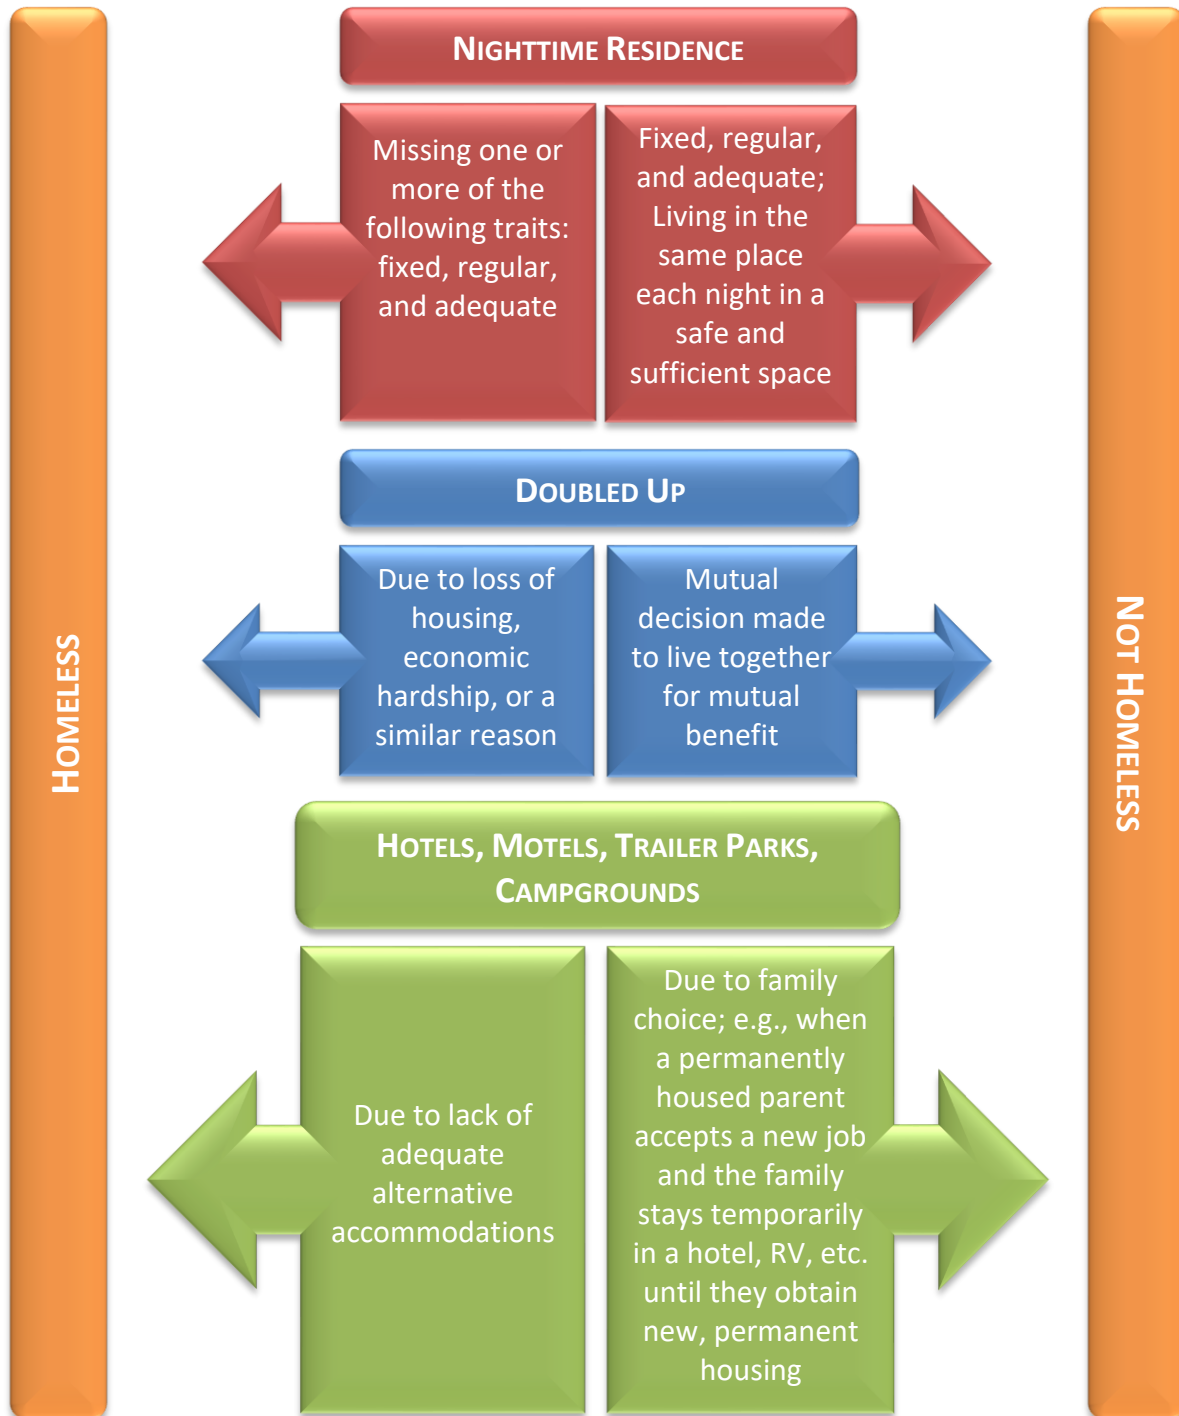 HOMELESS
NIGHTTIME RESIDENCE
Missing one or
more of the
following traits:
fixed, regular,
and adequate
Fixed, regular,
and adequate;
Living in the
same place
each night in a
safe and
sufficient space
DOUBLED UP
Due to loss of
housing,
economic
hardship, or a
similar reason
Mutual
decision made
to live together
for mutual
benefit
HOTELS, MOTELS, TRAILER PARKS,
CAMPGROUNDS
Due to lack of
adequate
alternative
accommodations
Due to family
choice; e.g., when
a permanently
housed parent
accepts a new job
and the family
stays temporarily
in a hotel, RV, etc.
until they obtain
new, permanent
housing
NOT HOMELESS